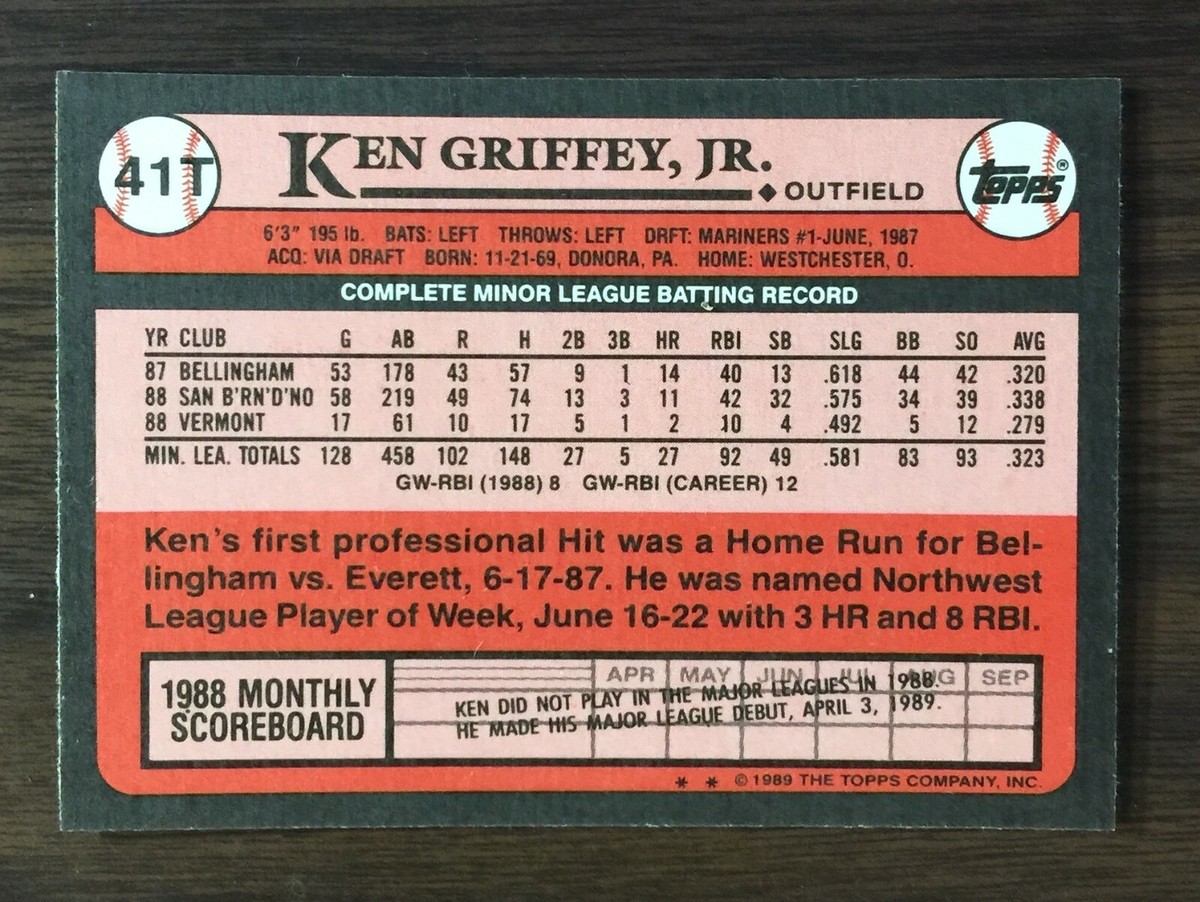 41T KEN GRIFFEY, JR. TOPPS®
◆ OUTFIELD
6'3" 195 lb. BATS: LEFT THROWS: LEFT DRFT: MARINERS #1-JUNE, 1987
ACQ: VIA DRAFT BORN: 11-21-69, DONORA, PA. HOME: WESTCHESTER, O.
COMPLETE MINOR LEAGUE BATTING RECORD
YR CLUB G AB R H 2B 3B HR RBI SB SLG BB SO AVG
87 BELLINGHAM 53 178 43 57 9 1 14 40 13 .618 44 42 .320
88 SAN B'RN'D'NO 58 219 49 74 13 3 11 42 32 .575 34 39 .338
88 VERMONT 17 61 10 17 5 1 2 10 4 .492 5 12 .279
MIN. LEA. TOTALS 128 458 102 148 27 5 27 92 49 .581 83 93 .323
GW-RBI (1988) 8 GW-RBI (CAREER) 12
Ken's first professional Hit was a Home Run for Bel-
lingham vs. Everett, 6-17-87. He was named Northwest
League Player of Week, June 16-22 with 3 HR and 8 RBI.
1988 MONTHLY
SCOREBOARD
APR MAY JUN JUL AUG SEP
KEN DID NOT PLAY IN THE MAJOR LEAGUES IN 1988.
HE MADE HIS MAJOR LEAGUE DEBUT, APRIL 3, 1989.
* * © 1989 THE TOPPS COMPANY, INC.